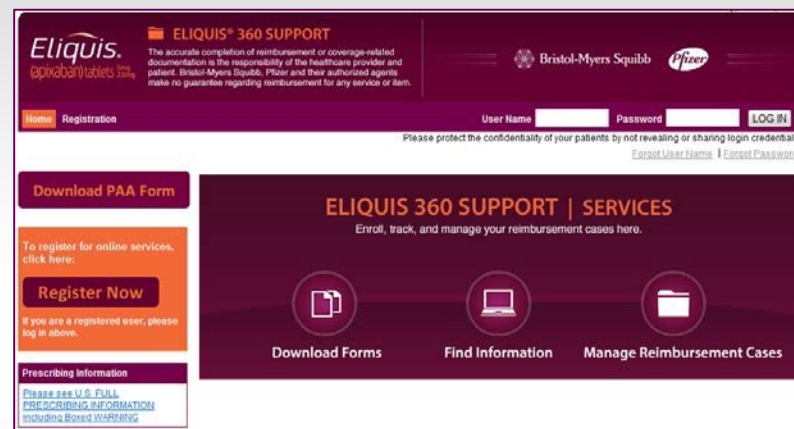 ELIQUIS® 360 SUPPORT
Eliquis.
(apixaban) tablets
The accurate completion of reimbursement or coverage-related
documentation is the responsibility of the healthcare provider and
patient. Bristol-Myers Squibb, Pfizer and their authorized agents
make no guarantee regarding reimbursement for any service or item.
Bristol-Myers Squibb
Pfizer
Home Registration User Name Password LOG IN
Please protect the confidentiality of your patients by not revealing or sharing login credential
Forgot User Name | Forgot Passwor
Download PAA Form
To register for online services,
click here:
Register Now
If you are a registered user, please
log in above.
Prescribing Information
Please see U.S. FULL
PRESCRIBING INFORMATION
including Boxed WARNING
ELIQUIS 360 SUPPORT | SERVICES
Enroll, track, and manage your reimbursement cases here.
Download Forms Find Information Manage Reimbursement Cases